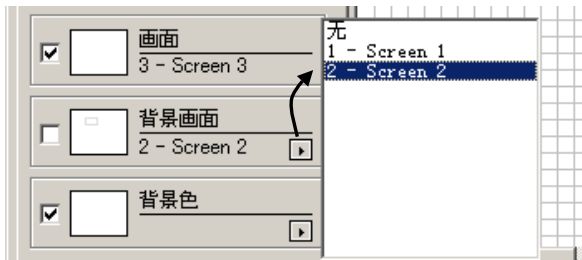 画面
3 - Screen 3
背景画面
2 - Screen 2
背景色
无
1 - Screen 1
2 - Screen 2